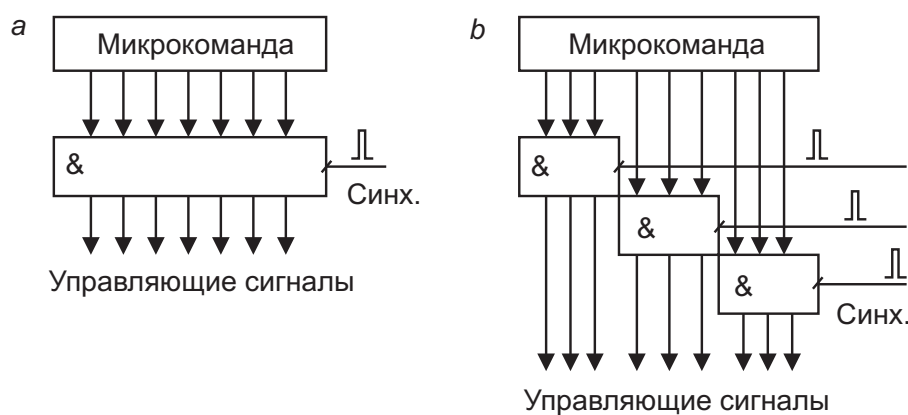 a
Микрокоманда
&
Синх.
Управляющие сигналы
b
Микрокоманда
&
&
&
Синх.
Управляющие сигналы